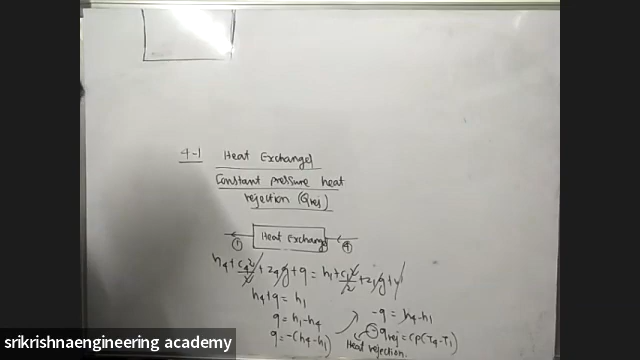 4-1 Heat Exchanger
Constant pressure heat
rejection (Qrej)
Heat Exchanger
① ④
h4 + C4²/2 + z4g + q = h1 + C1²/2 + z1g + w
h4 + q = h1
q = h1-h4
q = -(h4-h1)
-q = h4-h1
-qrej = Cp(T4-T1)
Heat rejection.
srikrishnaengineering academy